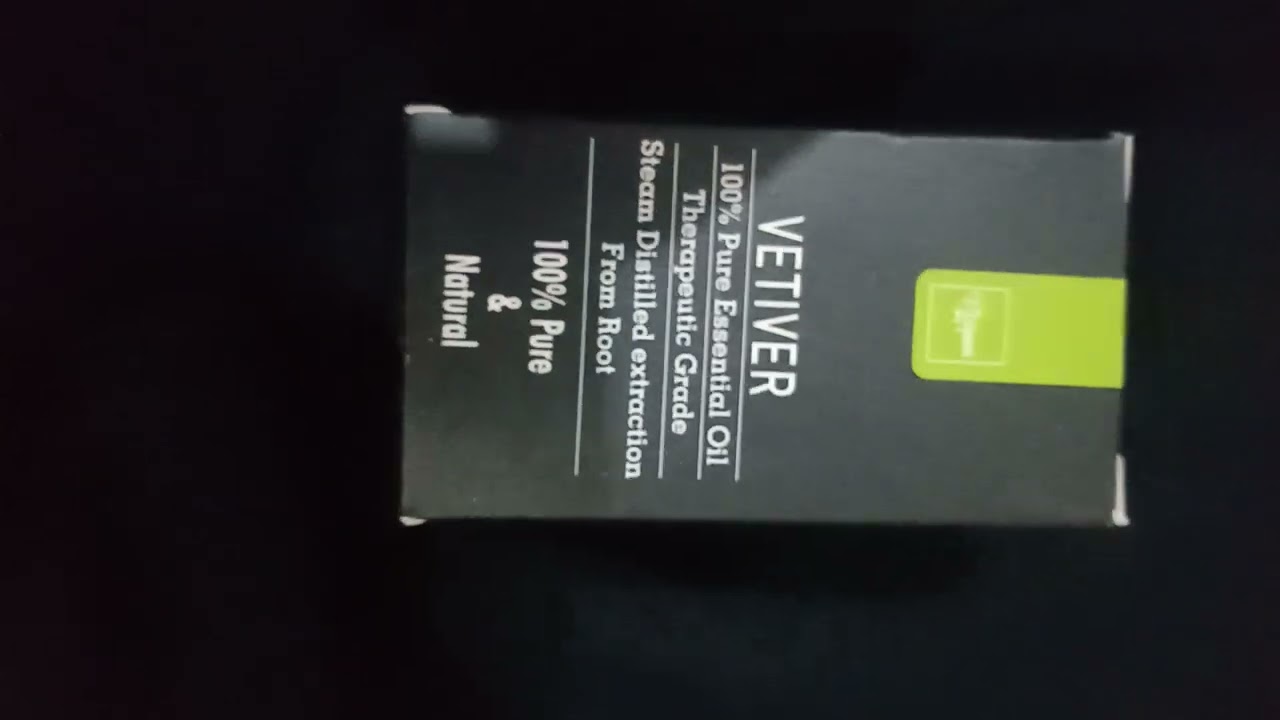 VETIVER
100% Pure Essential Oil
Therapeutic Grade
Steam Distilled extraction
From Root
100% Pure
&
Natural